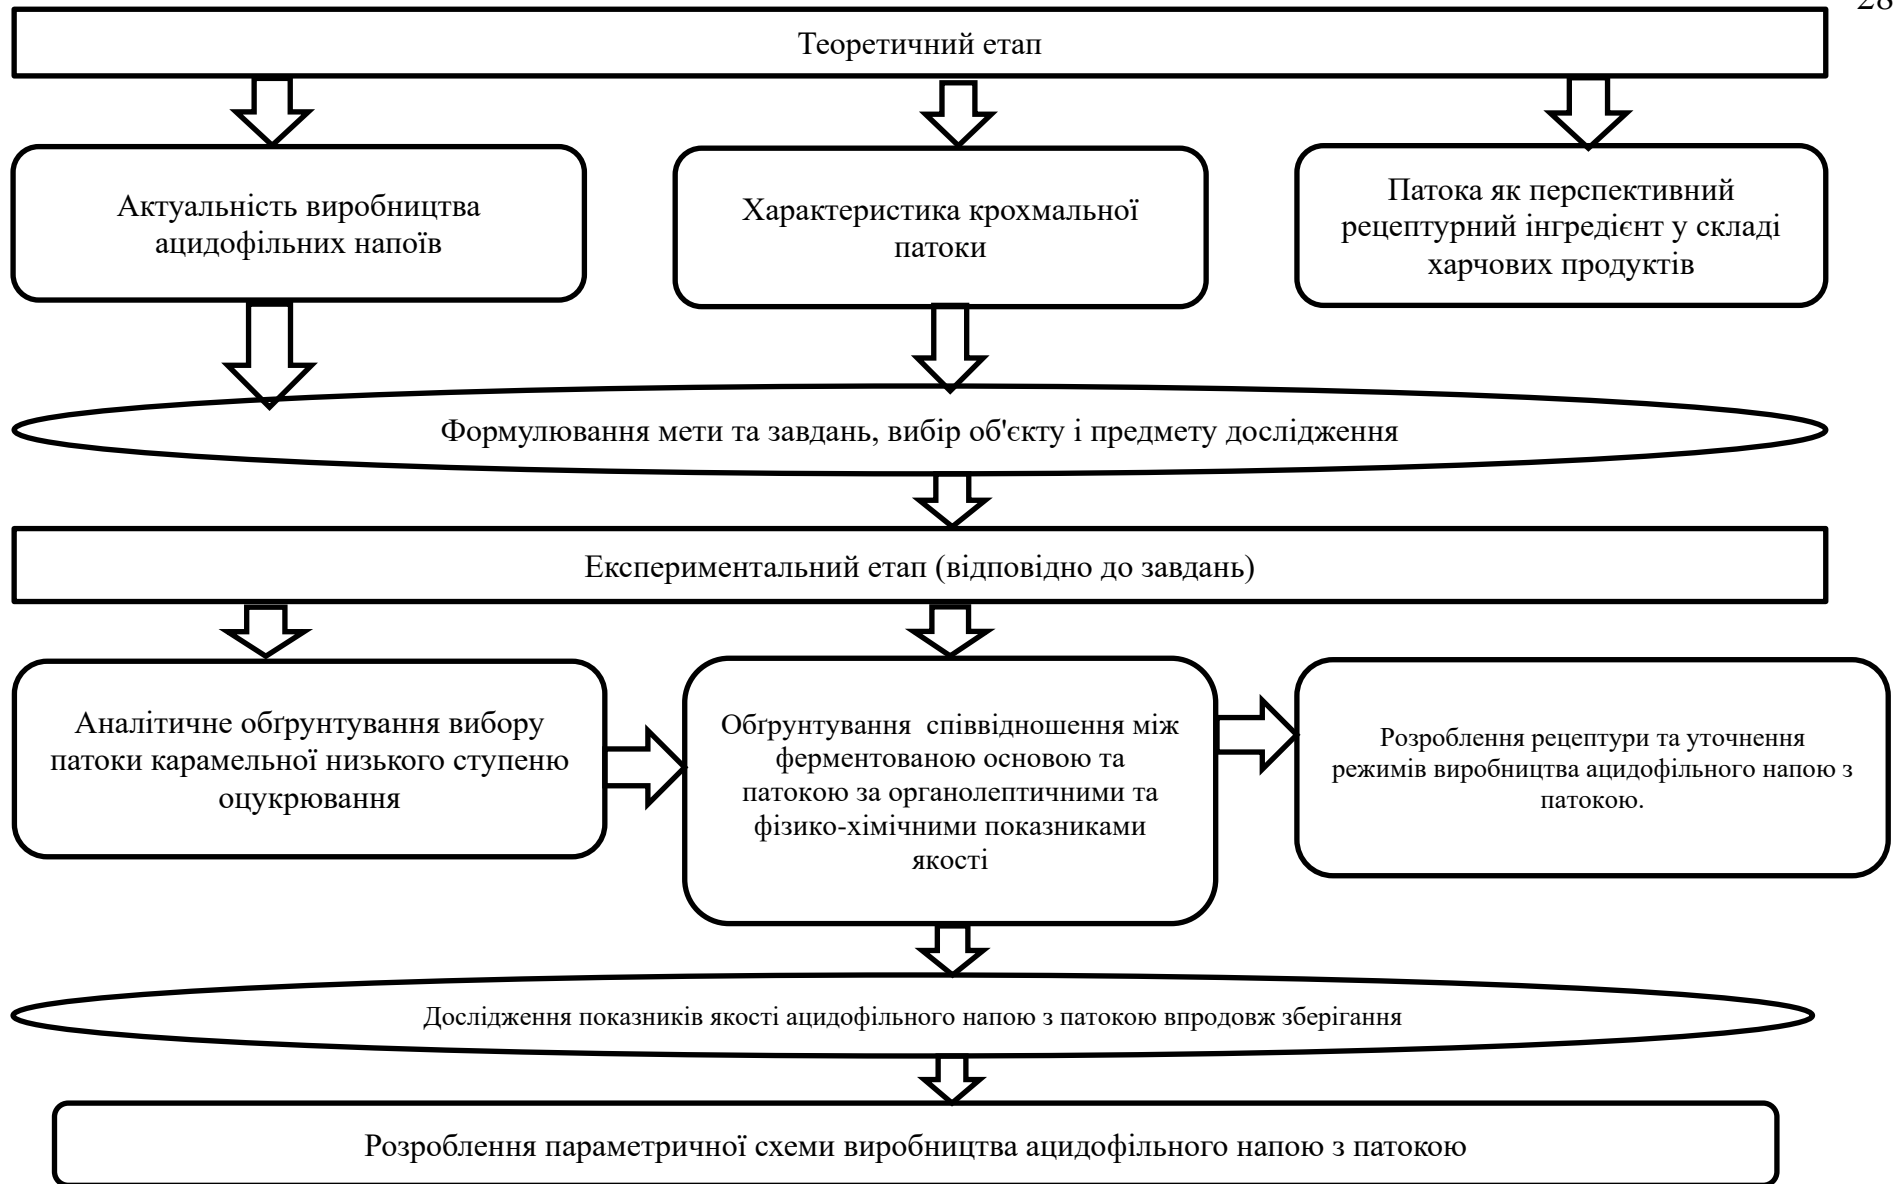 28
Теоретичний етап
Актуальність виробництва
ацидофільних напоїв
Характеристика крохмальної
патоки
Патока як перспективний
рецептурний інгредієнт у складі
харчових продуктів
Формулювання мети та завдань, вибір об'єкту і предмету дослідження
Експериментальний етап (відповідно до завдань)
Аналітичне обґрунтування вибору
патоки карамельної низького ступеню
оцукрювання
Обґрунтування співвідношення між
ферментованою основою та
патокою за органолептичними та
фізико-хімічними показниками
якості
Розроблення рецептури та уточнення
режимів виробництва ацидофільного напою з
патокою.
Дослідження показників якості ацидофільного напою з патокою впродовж зберігання
Розроблення параметричної схеми виробництва ацидофільного напою з патокою